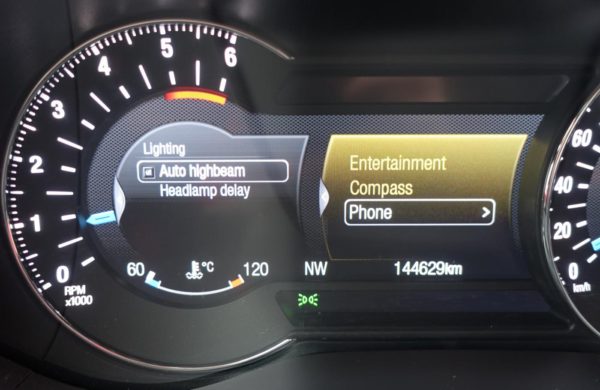 6
5
4
3
2
1
0
RPM
x1000
Lighting
Auto highbeam
Headlamp delay
60 °C 120
Entertainment
Compass
Phone >
NW 144629km
60
40
20
0
km/h